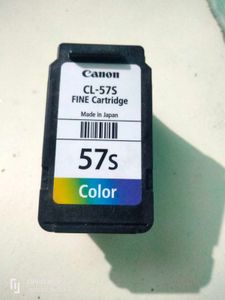 Canon
CL-57S
FINE Cartridge
Made in Japan
57s
Color